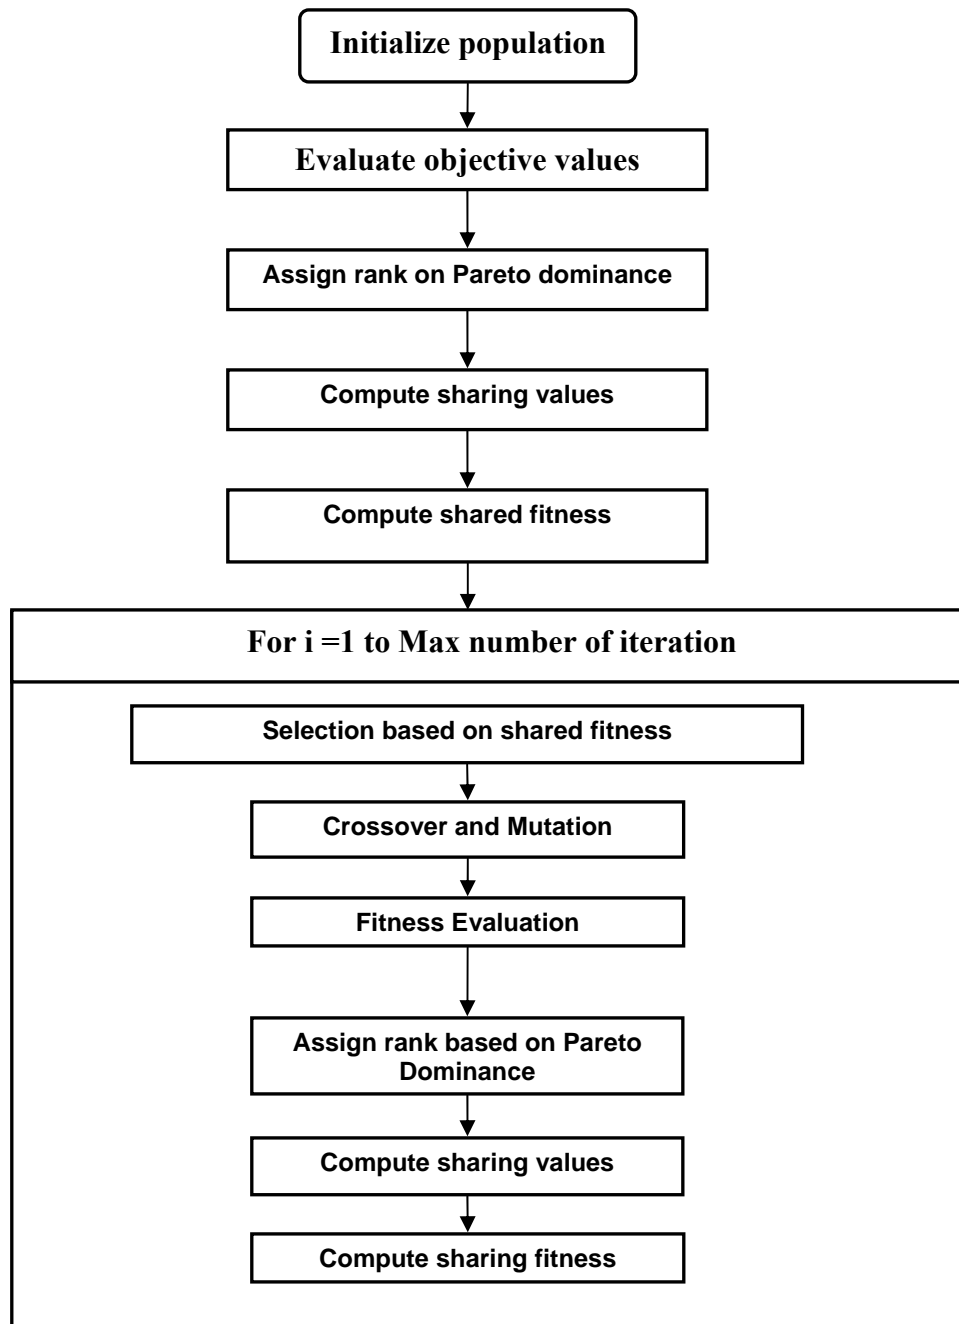 Initialize population
Evaluate objective values
Assign rank on Pareto dominance
Compute sharing values
Compute shared fitness
For i =1 to Max number of iteration
Selection based on shared fitness
Crossover and Mutation
Fitness Evaluation
Assign rank based on Pareto
Dominance
Compute sharing values
Compute sharing fitness